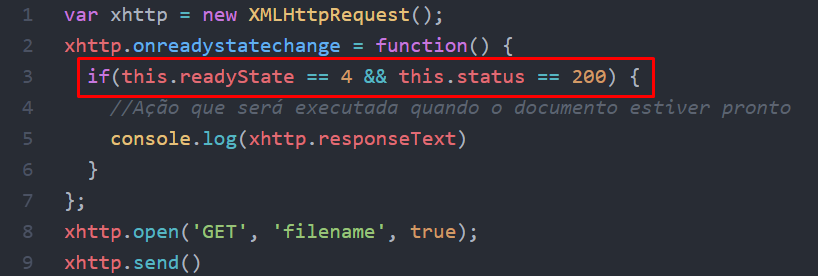 1 var xhttp = new XMLHttpRequest();
2 xhttp.onreadystatechange = function() {
3 if(this.readyState == 4 && this.status == 200) {
4 //Ação que será executada quando o documento estiver pronto
5 console.log(xhttp.responseText)
6 }
7 };
8 xhttp.open('GET', 'filename', true);
9 xhttp.send()